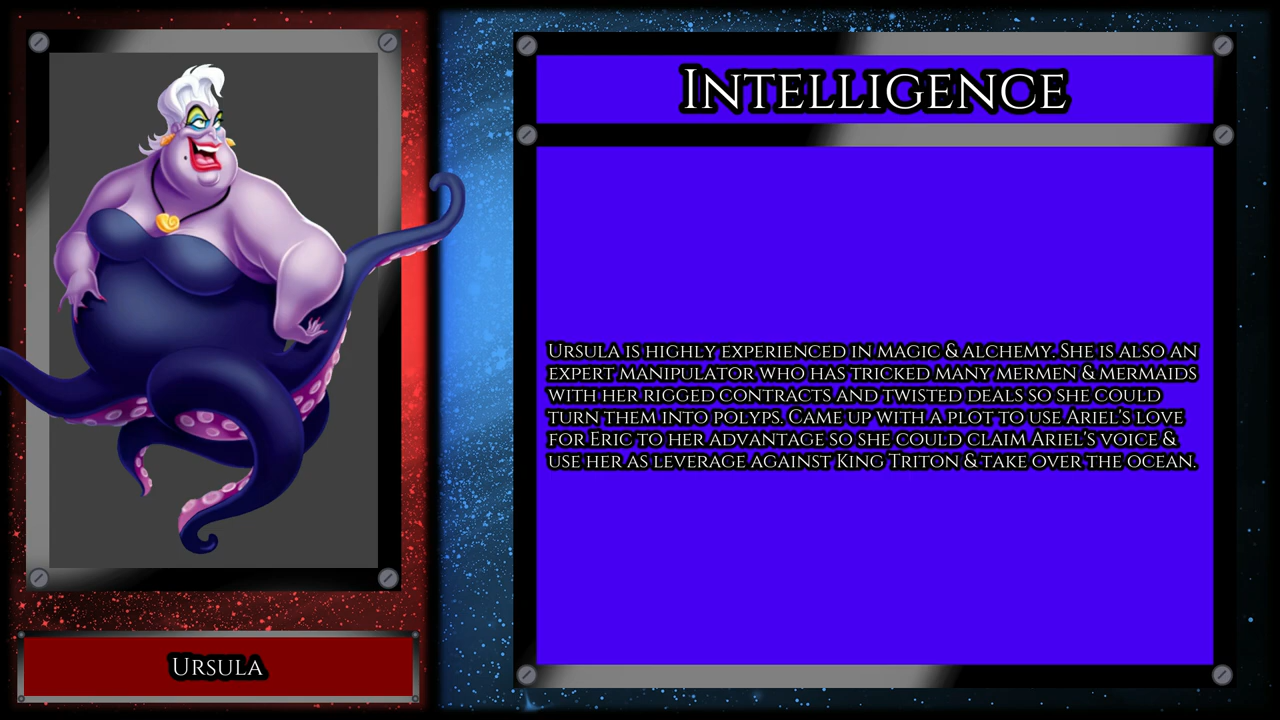 Intelligence
Ursula is highly experienced in magic & alchemy. She is also an
expert manipulator who has tricked many mermen & mermaids
with her rigged contracts and twisted deals so she could
turn them into polyps. Came up with a plot to use Ariel's love
for Eric to her advantage so she could claim Ariel's voice &
use her as leverage against King Triton & take over the ocean.
Ursula